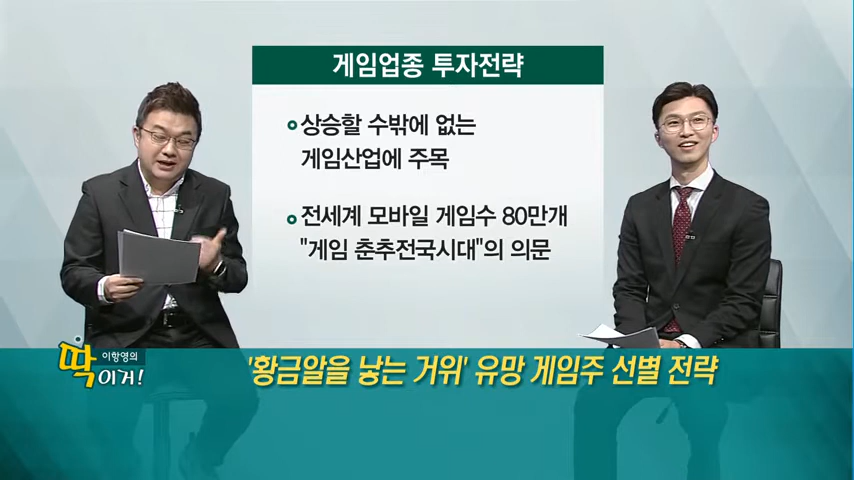 게임업종 투자전략
상승할 수밖에 없는
게임산업에 주목
전세계 모바일 게임수 80만개
"게임 춘추전국시대"의 의문
이항영의
딱
이거!
'황금알을 낳는 거위' 유망 게임주 선별 전략